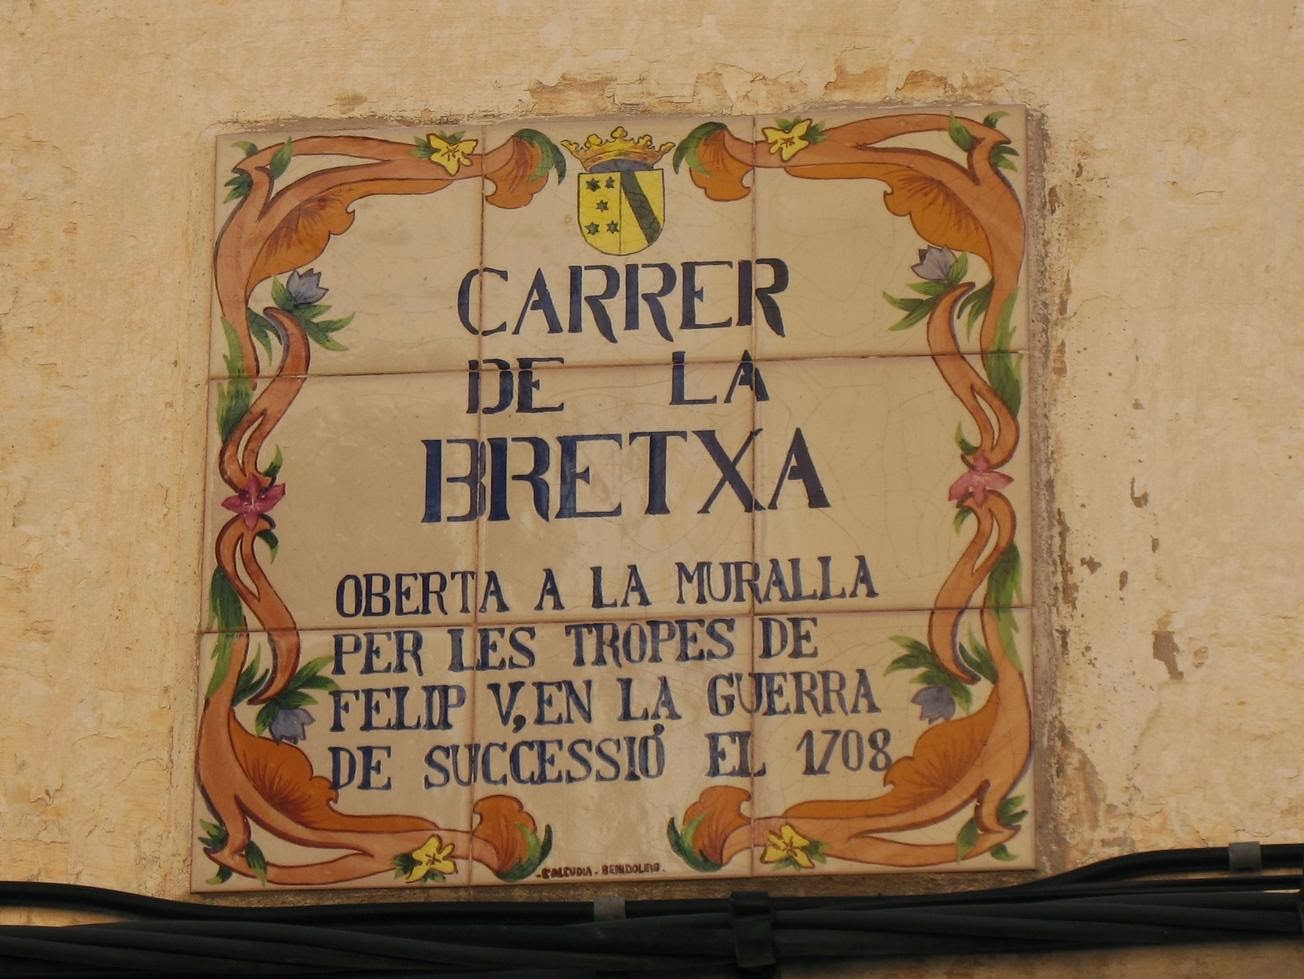 CARRER
DE LA
BRETXA
OBERTA A LA MURALLA
PER LES TROPES DE
FELIP V, EN LA GUERRA
DE SUCCESSIÓ EL 1708
BENIDOLEIG